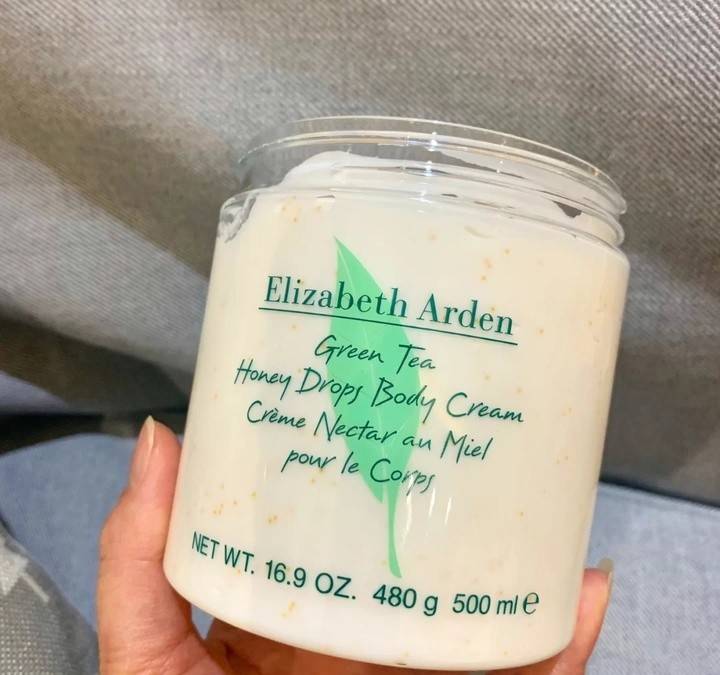 Elizabeth Arden
Green Tea
Honey Drops Body Cream
Crème Nectar au Miel
pour le Corps
NET WT. 16.9 OZ. 480 g 500 ml e